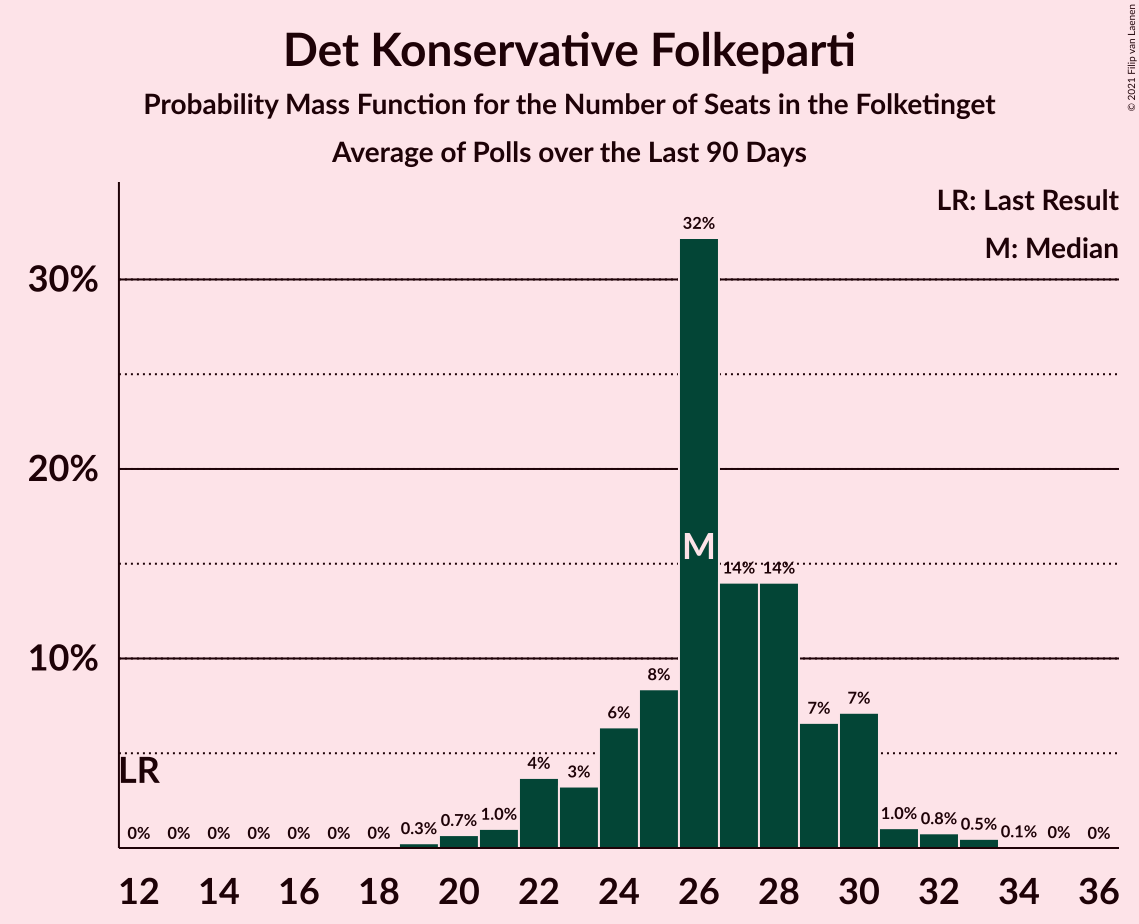 Det Konservative Folkeparti
Probability Mass Function for the Number of Seats in the Folketinget
Average of Polls over the Last 90 Days
© 2021 Filip van Laenen
LR: Last Result
M: Median
30%
20%
10%
LR
M
0% 0% 0% 0% 0% 0% 0% 0.3% 0.7% 1.0% 4% 3% 6% 8% 32% 14% 14% 7% 7% 1.0% 0.8% 0.5% 0.1% 0% 0%
12 14 16 18 20 22 24 26 28 30 32 34 36